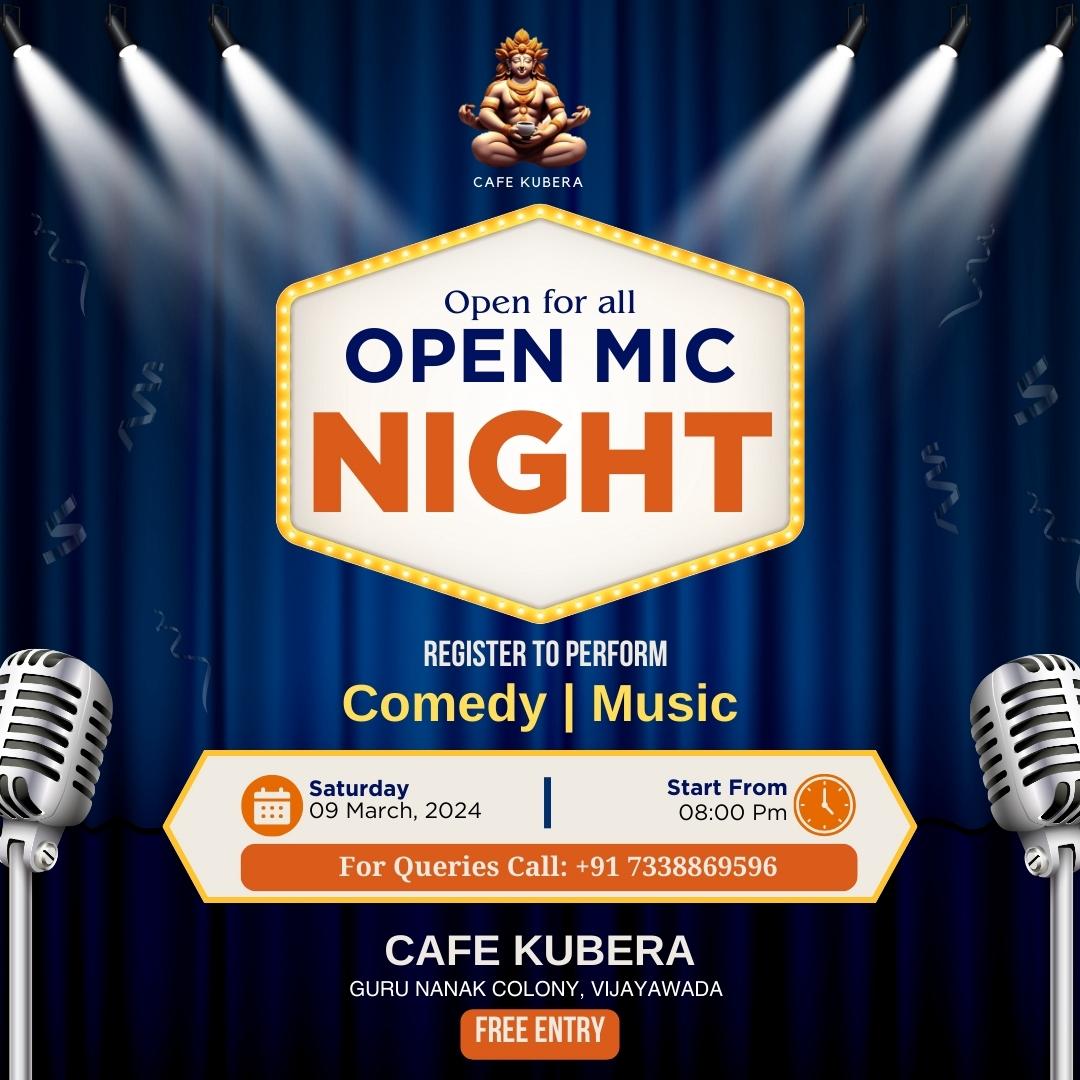 CAFE KUBERA
Open for all
OPEN MIC
NIGHT
REGISTER TO PERFORM
Comedy | Music
Saturday
09 March, 2024
Start From
08:00 Pm
For Queries Call: +91 7338869596
CAFE KUBERA
GURU NANAK COLONY, VIJAYAWADA
FREE ENTRY